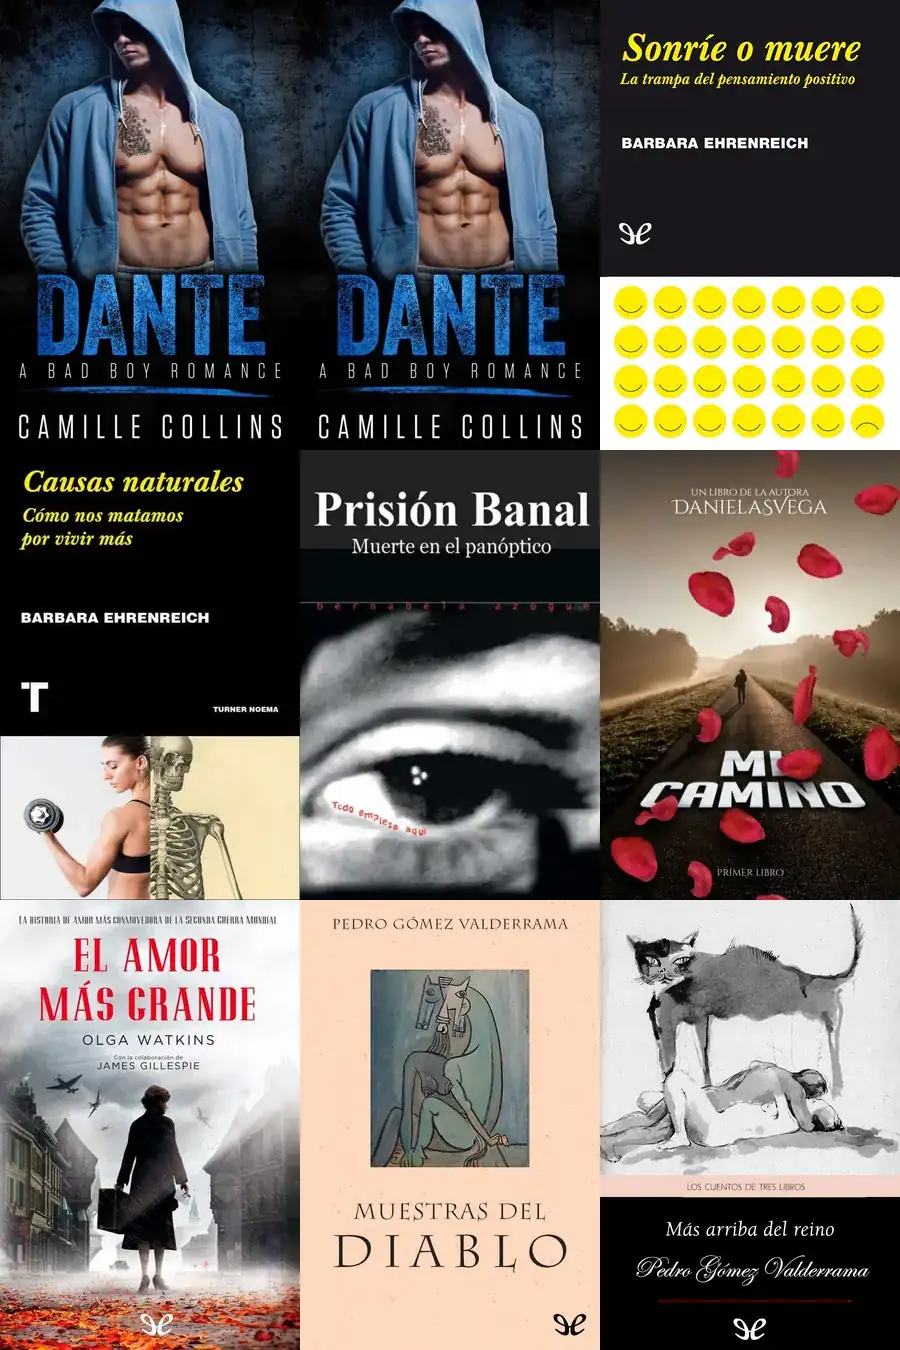 DANTE
A BAD BOY ROMANCE
CAMILLE COLLINS
DANTE
A BAD BOY ROMANCE
CAMILLE COLLINS
Sonríe o muere
La trampa del pensamiento positivo
BARBARA EHRENREICH
Causas naturales
Cómo nos matamos
por vivir más
BARBARA EHRENREICH
T
TURNER NOEMA
Prisión Banal
Muerte en el panóptico
bernabela azogue
Todo empieza aqui
UN LIBRO DE LA AUTORA
DANIELASVEGA
MI
CAMINO
PRIMER LIBRO
LA HISTORIA DE AMOR MÁS CONMOVEDORA DE LA SEGUNDA GUERRA MUNDIAL
EL AMOR
MÁS GRANDE
OLGA WATKINS
Con la colaboración de
JAMES GILLESPIE
PEDRO GÓMEZ VALDERRAMA
MUESTRAS DEL
DIABLO
LOS CUENTOS DE TRES LIBROS
Más arriba del reino
Pedro Gómez Valderrama